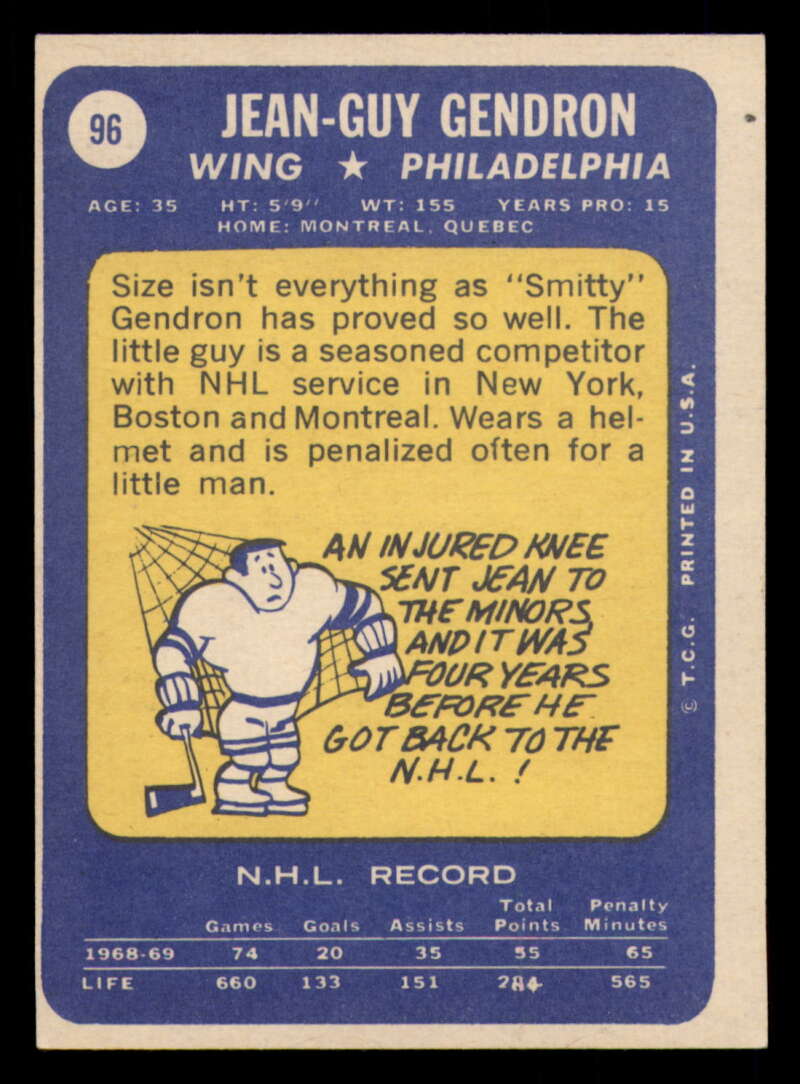 96
JEAN-GUY GENDRON
WING ★ PHILADELPHIA
AGE: 35 HT: 5'9" WT: 155 YEARS PRO: 15
HOME: MONTREAL, QUEBEC
Size isn't everything as "Smitty"
Gendron has proved so well. The
little guy is a seasoned competitor
with NHL service in New York,
Boston and Montreal. Wears a hel-
met and is penalized often for a
little man.
AN INJURED KNEE
SENT JEAN TO
THE MINORS,
AND IT WAS
FOUR YEARS
BEFORE HE
GOT BACK TO THE
N.H.L. !
© T.C.G. PRINTED IN U.S.A.
N.H.L. RECORD
Games Goals Assists Total Points Penalty Minutes
1968-69 74 20 35 55 65
LIFE 660 133 151 284 565